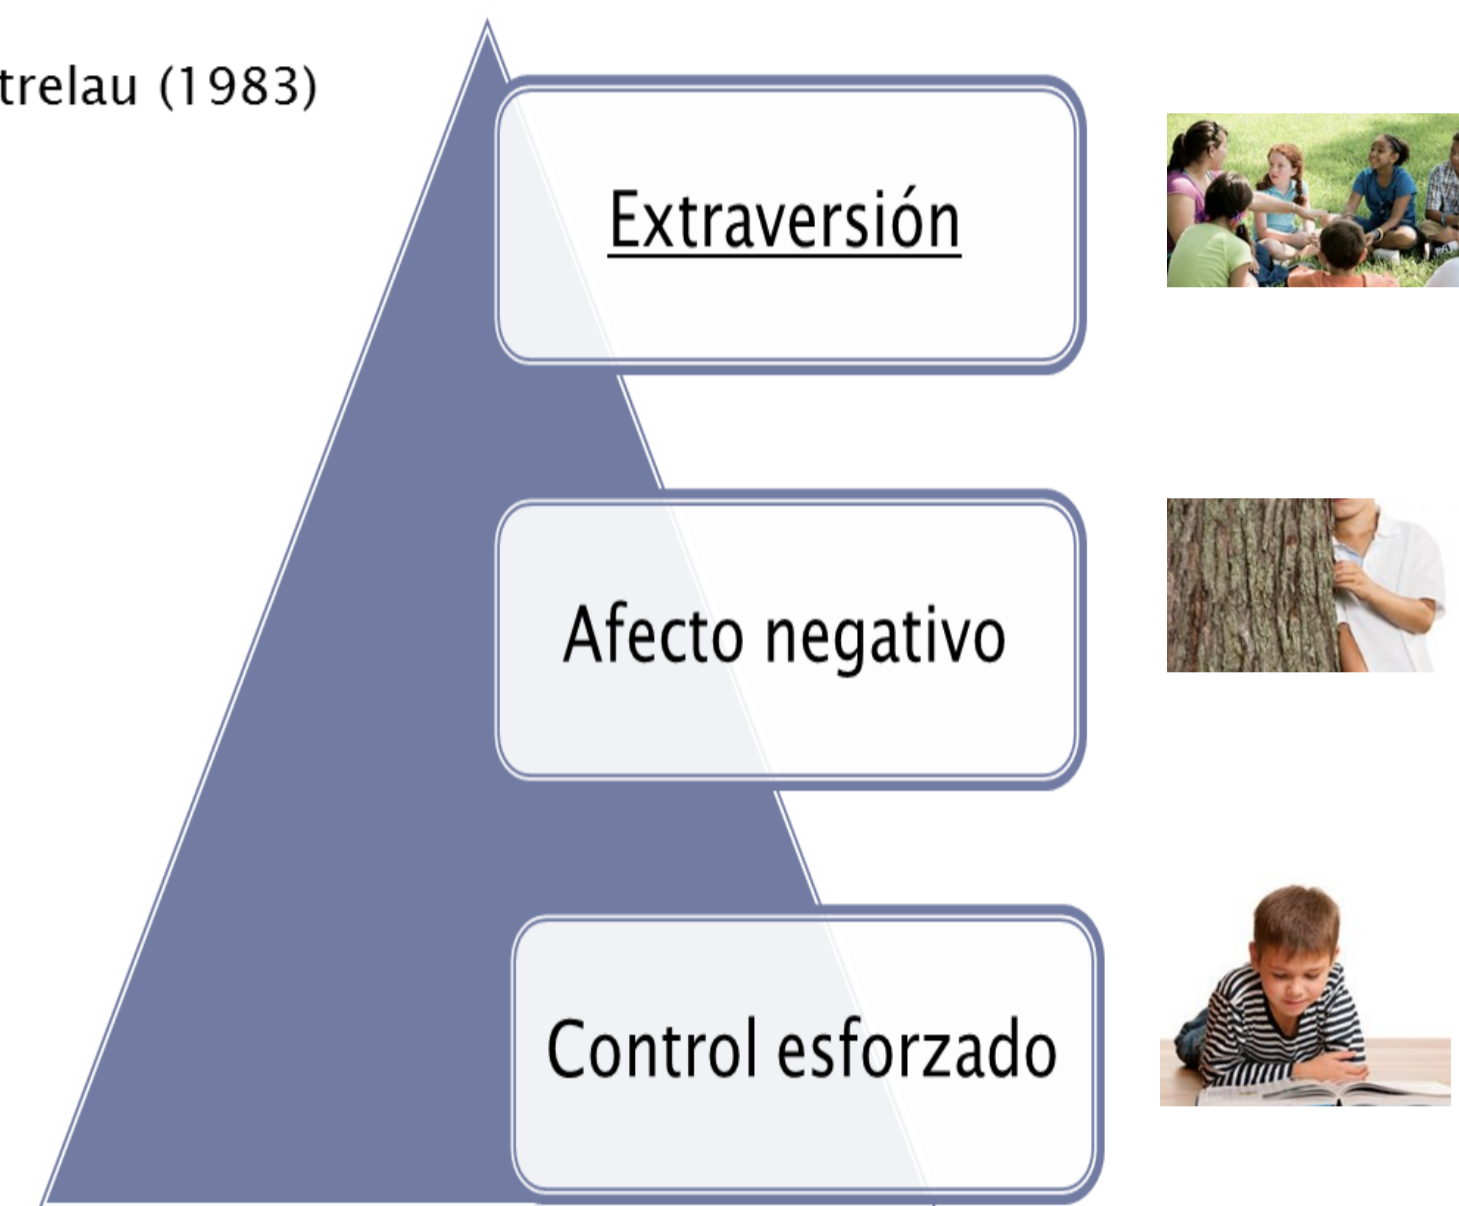 trelau (1983)
Extraversión
Afecto negativo
Control esforzado